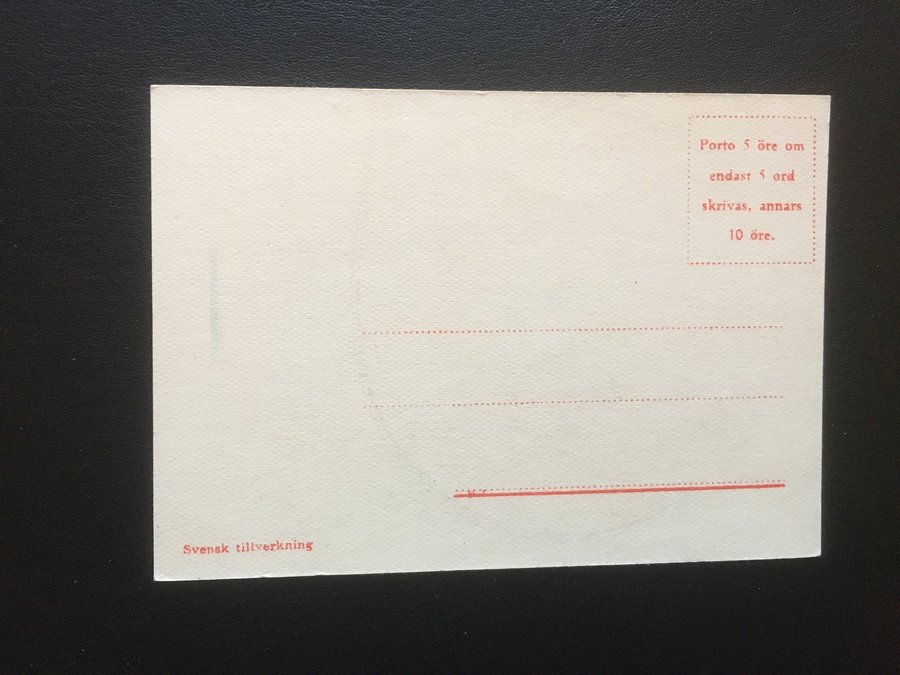 Porto 5 öre om
endast 5 ord
skrivas, annars
10 öre.
Svensk tillverkning